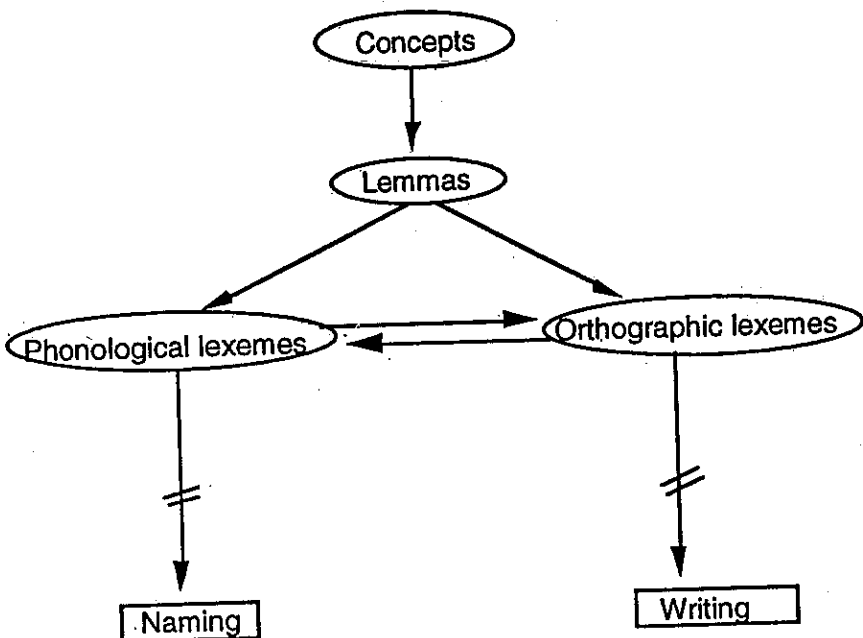 Concepts
Lemmas
Phonological lexemes
Orthographic lexemes
Naming
Writing